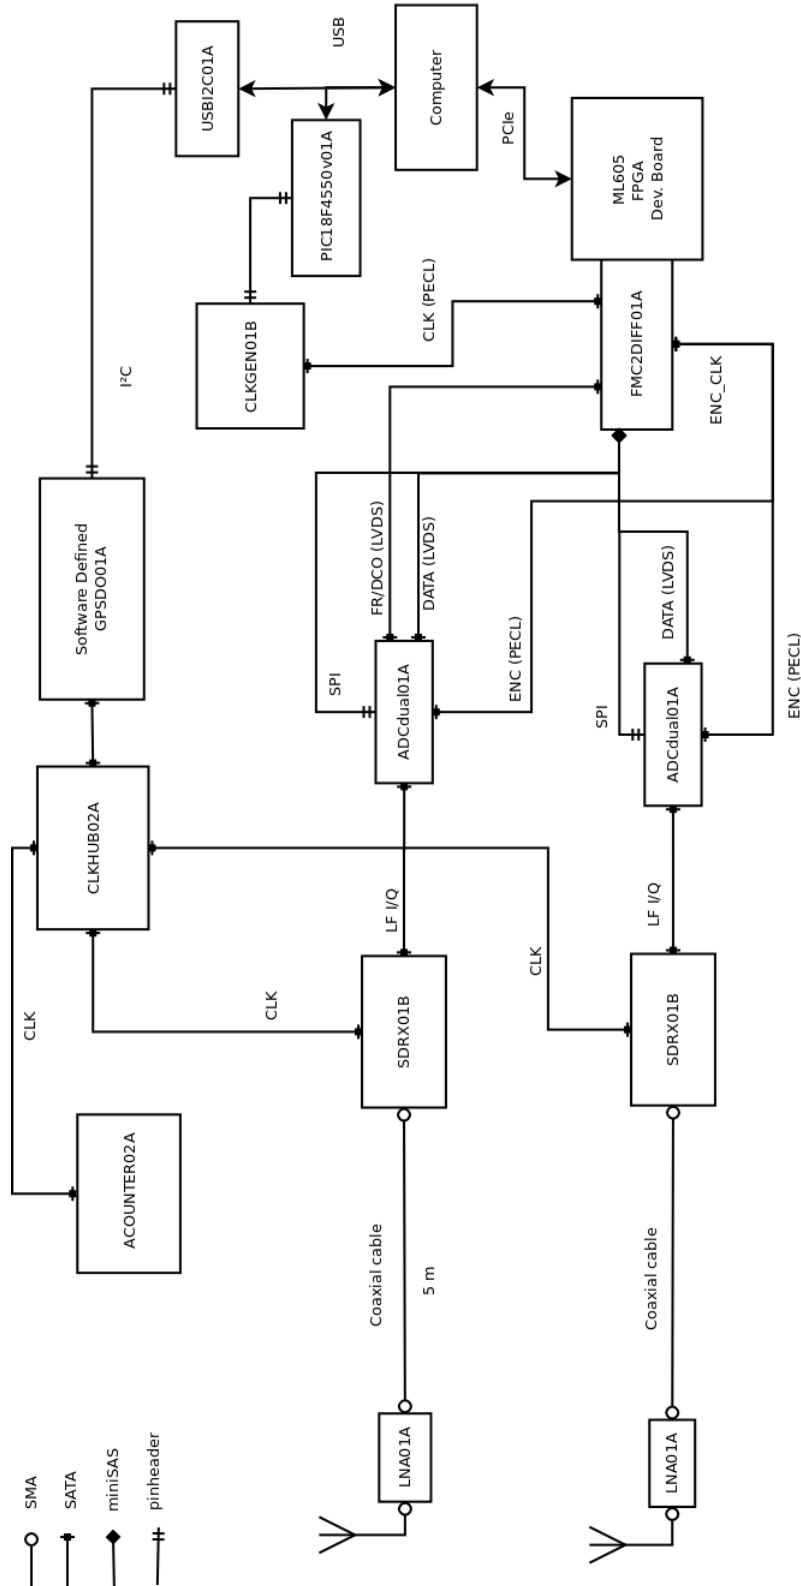 SMA
SATA
miniSAS
pinheader
ACOUNTER02A
CLK
CLKHUB02A
CLK
Software Defined
GPSDO01A
I²C
USBI2C01A
USB
PIC18F4550v01A
CLKGEN01B
Computer
PCIe
ML605
FPGA
Dev. Board
CLK (PECL)
FMC2DIFF01A
ENC_CLK
FR/DCO (LVDS)
DATA (LVDS)
SPI
ADCdual01A
ENC (PECL)
LF I/Q
SDRX01B
CLK
Coaxial cable
5 m
LNA01A
DATA (LVDS)
SPI
ADCdual01A
ENC (PECL)
LF I/Q
SDRX01B
Coaxial cable
LNA01A